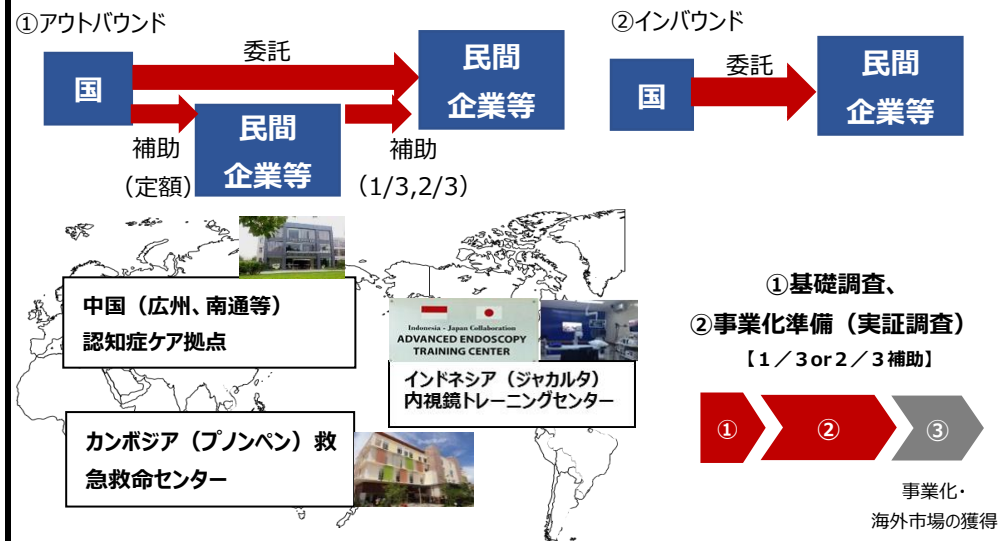 ①アウトバウンド
国
委託
民間
企業等
補助
（定額）
民間
企業等
補助
（1/3,2/3）
②インバウンド
国
委託
民間
企業等
中国（広州、南通等）
認知症ケア拠点
Indonesia - Japan Collaboration
ADVANCED ENDOSCOPY
TRAINING CENTER
インドネシア（ジャカルタ）
内視鏡トレーニングセンター
カンボジア（プノンペン）救
急救命センター
①基礎調査、
②事業化準備（実証調査）
【１／３or２／３補助】
①
②
③
事業化・
海外市場の獲得